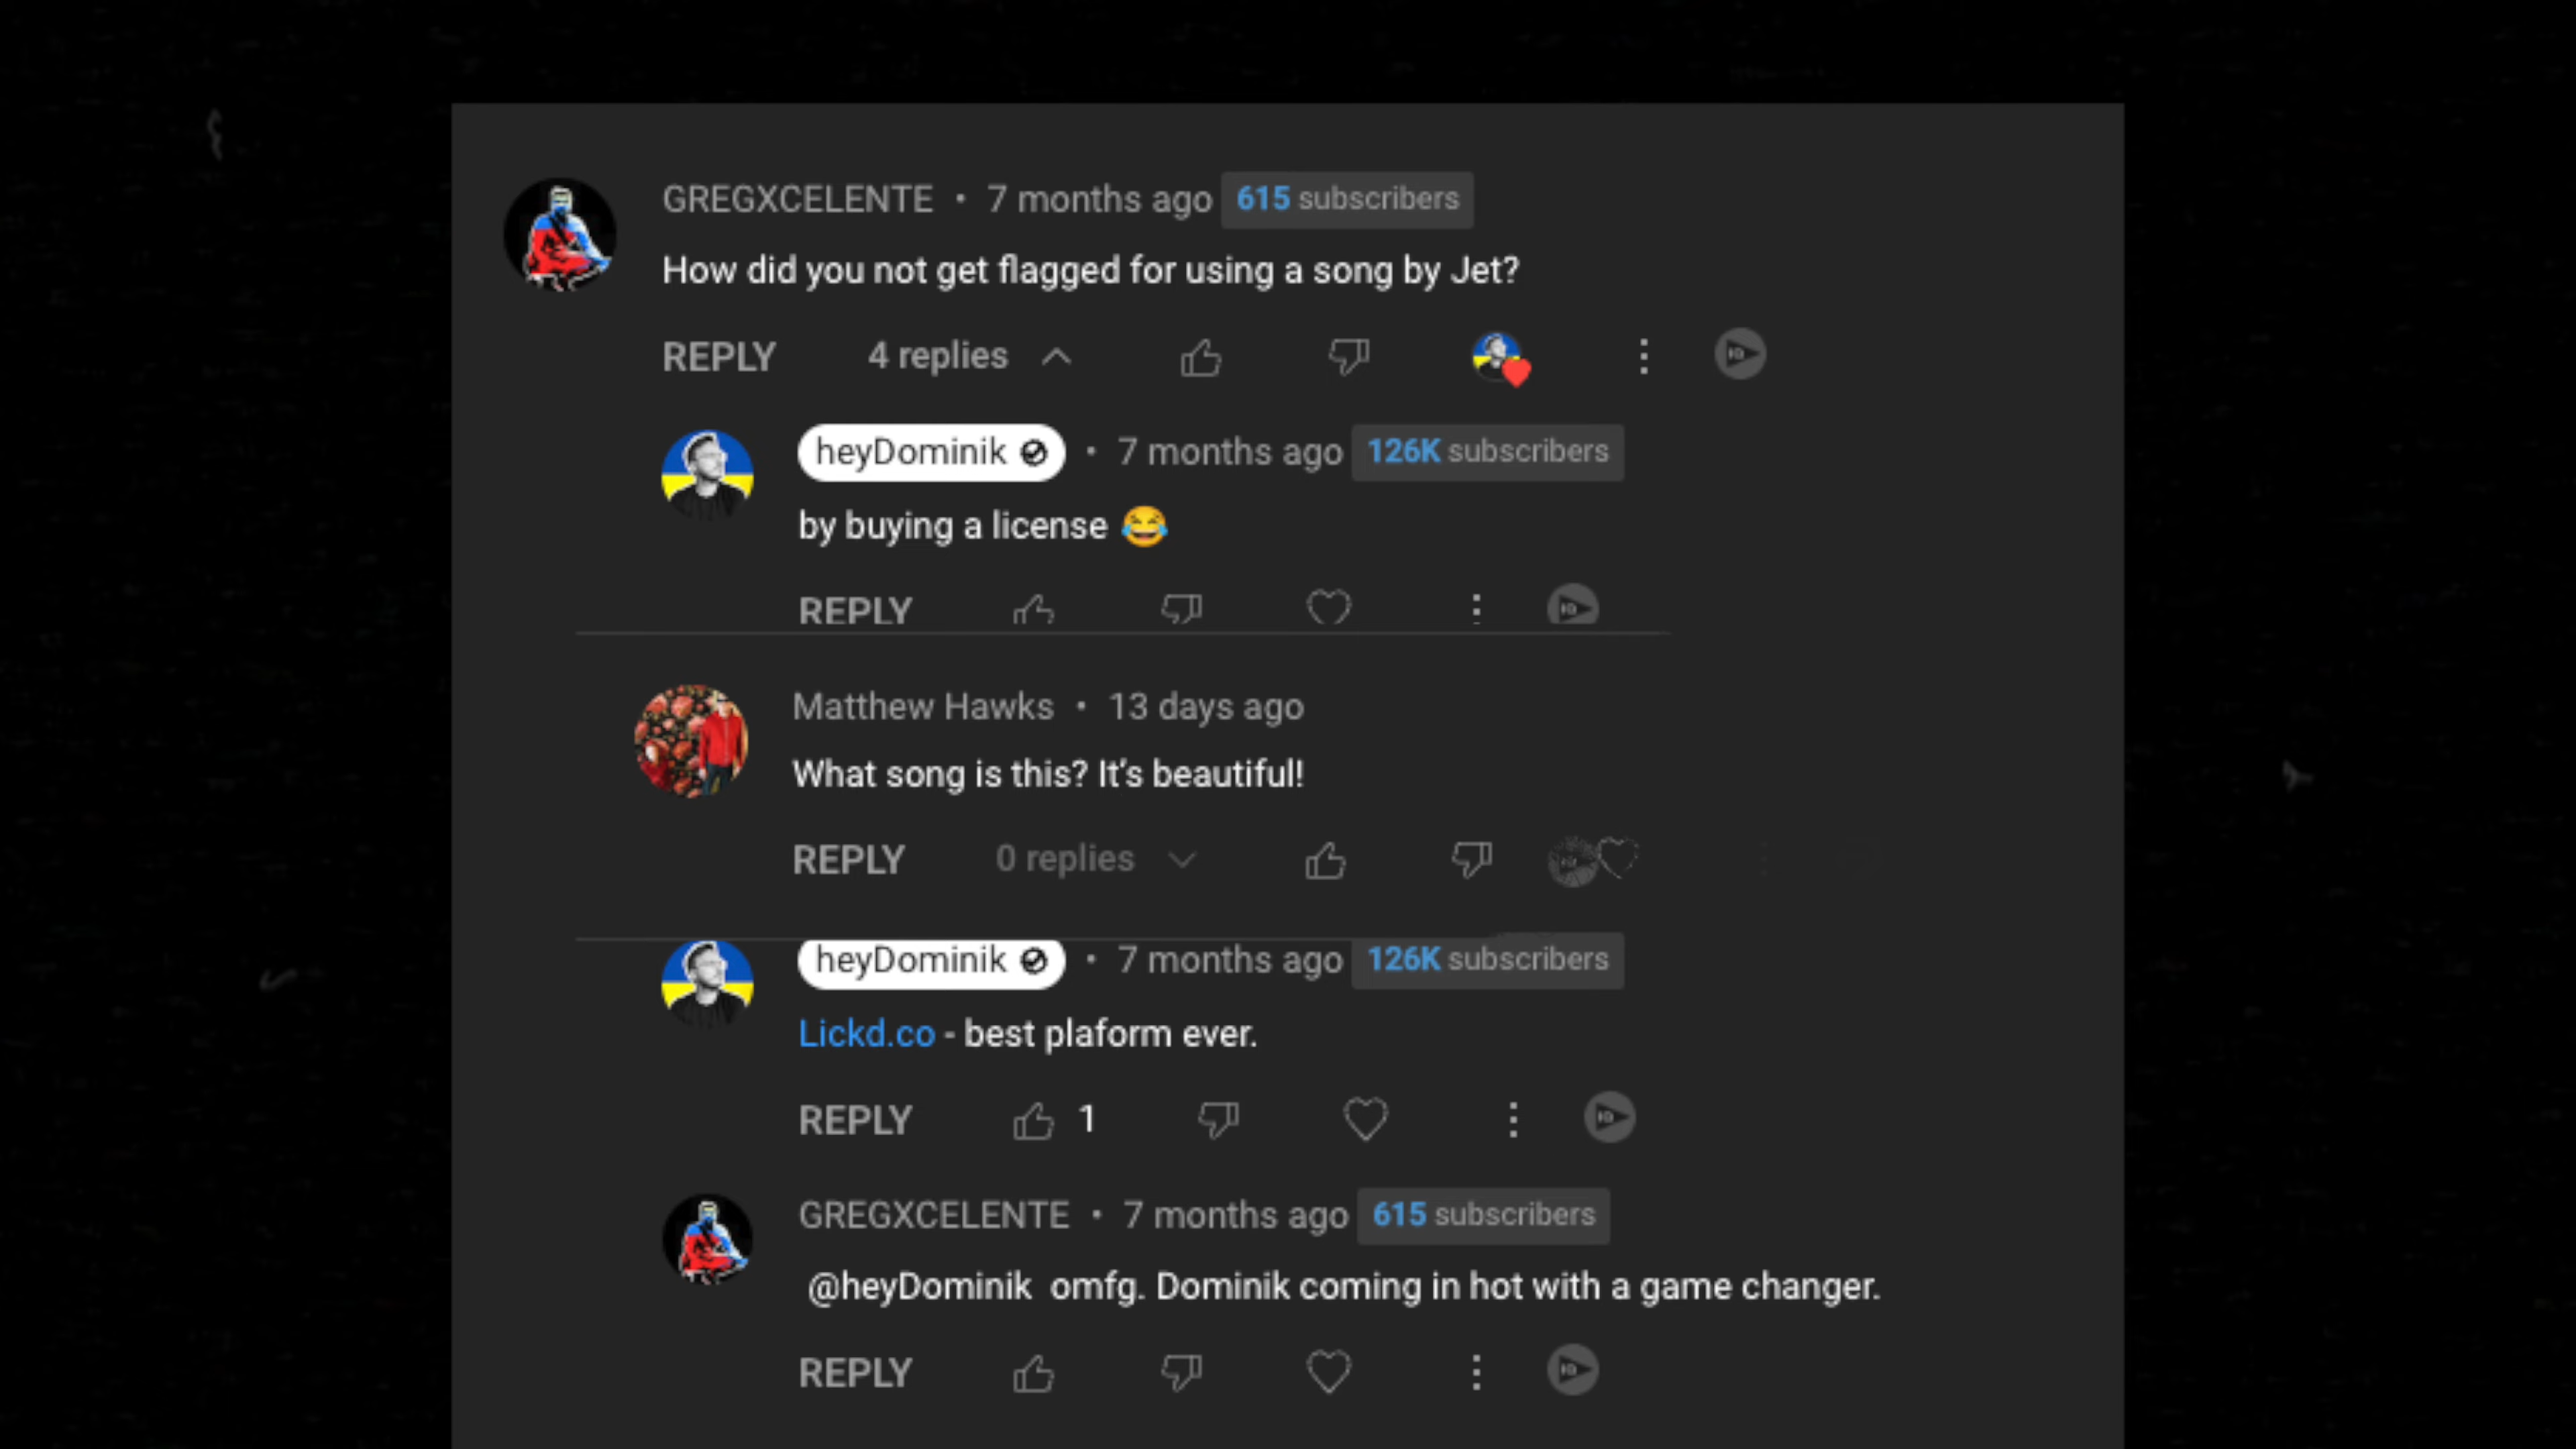 GREGXCELENTE • 7 months ago 615 subscribers
How did you not get flagged for using a song by Jet?
REPLY 4 replies
heyDominik • 7 months ago 126K subscribers
by buying a license 😂
REPLY
Matthew Hawks • 13 days ago
What song is this? It's beautiful!
REPLY 0 replies
heyDominik • 7 months ago 126K subscribers
Lickd.co - best plaform ever.
REPLY 1
GREGXCELENTE • 7 months ago 615 subscribers
@heyDominik omfg. Dominik coming in hot with a game changer.
REPLY